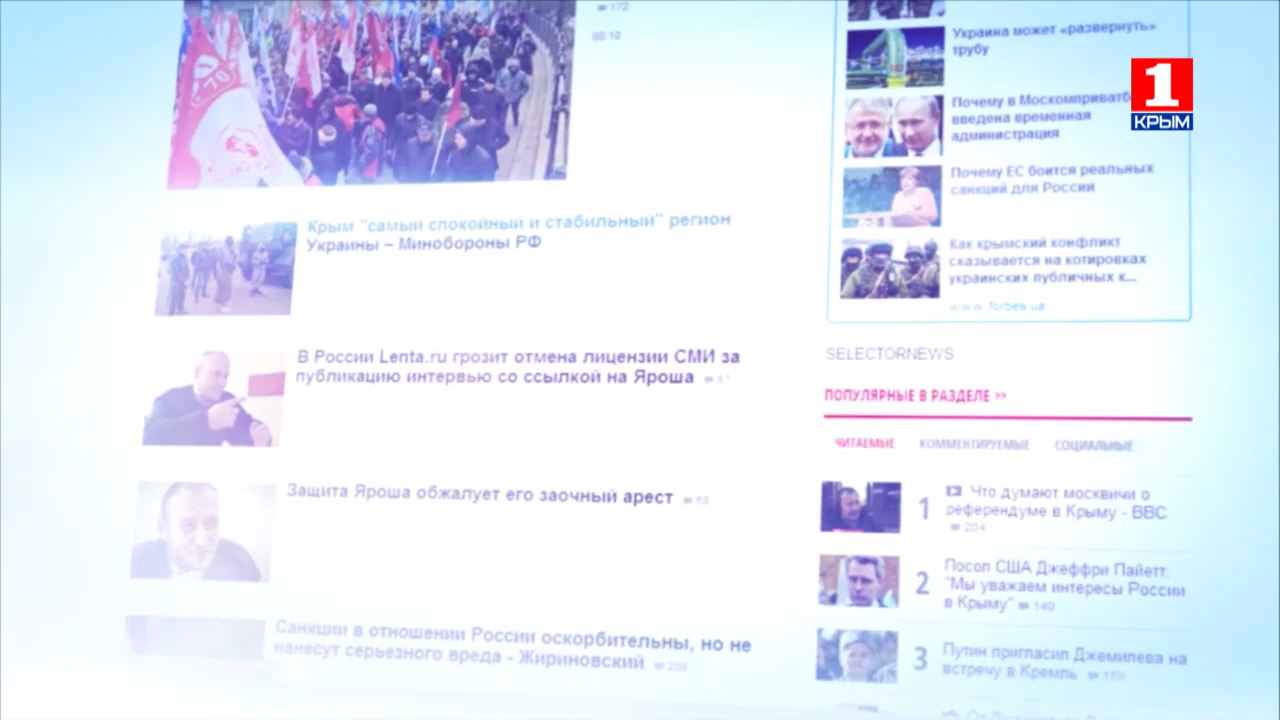 172
08:10
Крым "самый спокойный и стабильный" регион
Украины – Минобороны РФ
В России Lenta.ru грозит отмена лицензии СМИ за
публикацию интервью со ссылкой на Яроша
Защита Яроша обжалует его заочный арест
Санкции в отношении России оскорбительны, но не
нанесут серьезного вреда - Жириновский
Украина может «развернуть»
трубу
Почему в Москомприватб
введена временная
администрация
Почему ЕС боится реальных
санкций для России
Как крымский конфликт
сказывается на котировках
украинских публичных к...
www.forbes.ua
1
КРЫМ
SELECTORNEWS
ПОПУЛЯРНЫЕ В РАЗДЕЛЕ >>
ЧИТАЕМЫЕ КОММЕНТИРУЕМЫЕ СОЦИАЛЬНЫЕ
1 Что думают москвичи о
референдуме в Крыму - BBC
204
2 Посол США Джеффри Пайетт:
"Мы уважаем интересы России
в Крыму" 140
3 Путин пригласил Джемилева на
встречу в Кремль